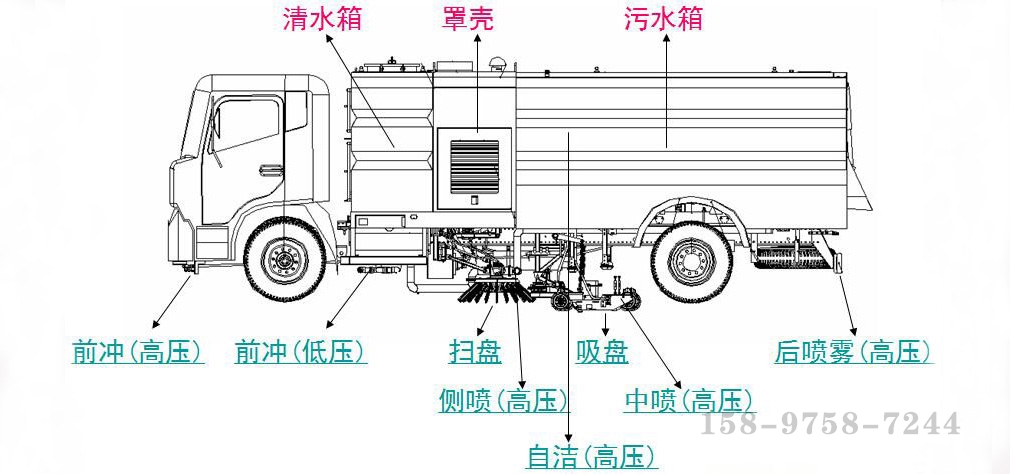 清水箱 罩壳 污水箱
前冲(高压) 前冲(低压) 扫盘 吸盘 后喷雾(高压)
侧喷(高压) 中喷(高压)
158-9758-7244
自洁(高压)